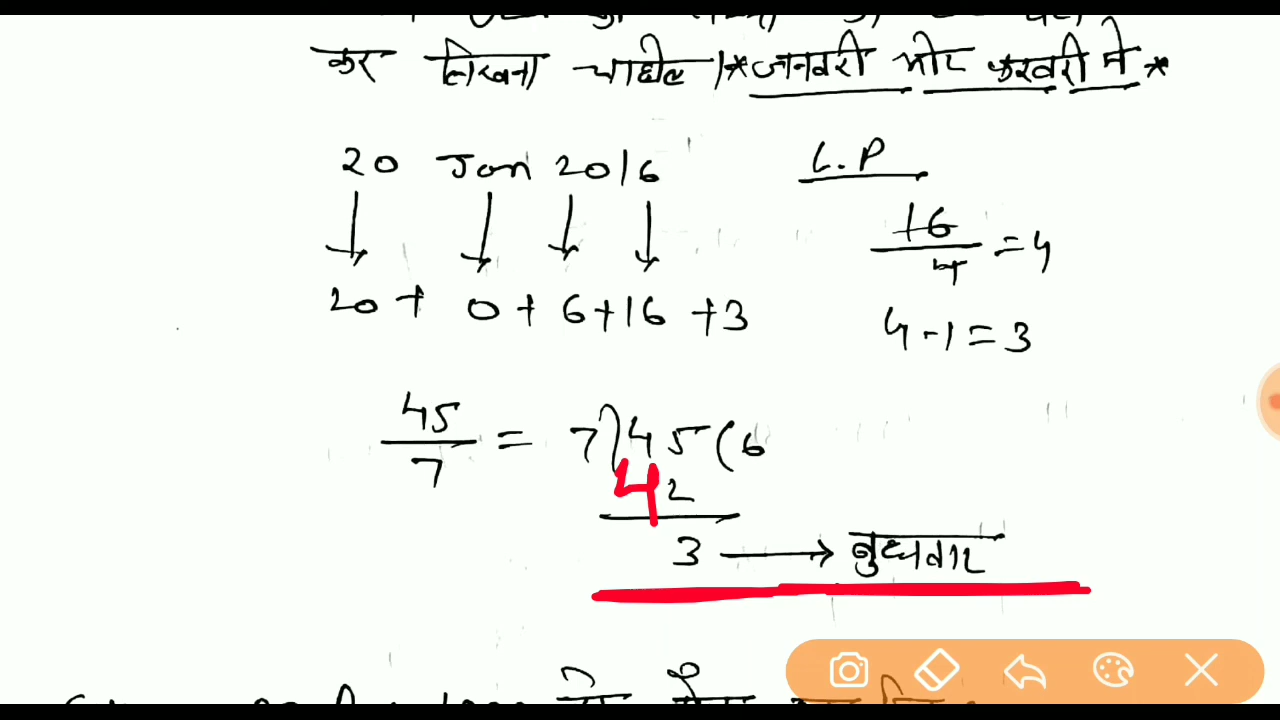 कर लिखना चाहिए।*जनवरी और फरवरी मे*
20 Jan 2016
L.P
16/4 = 4
20 + 0 + 6 + 16 + 3
4 - 1 = 3
45/7 = 7)45(6
42
3 → बुधवार